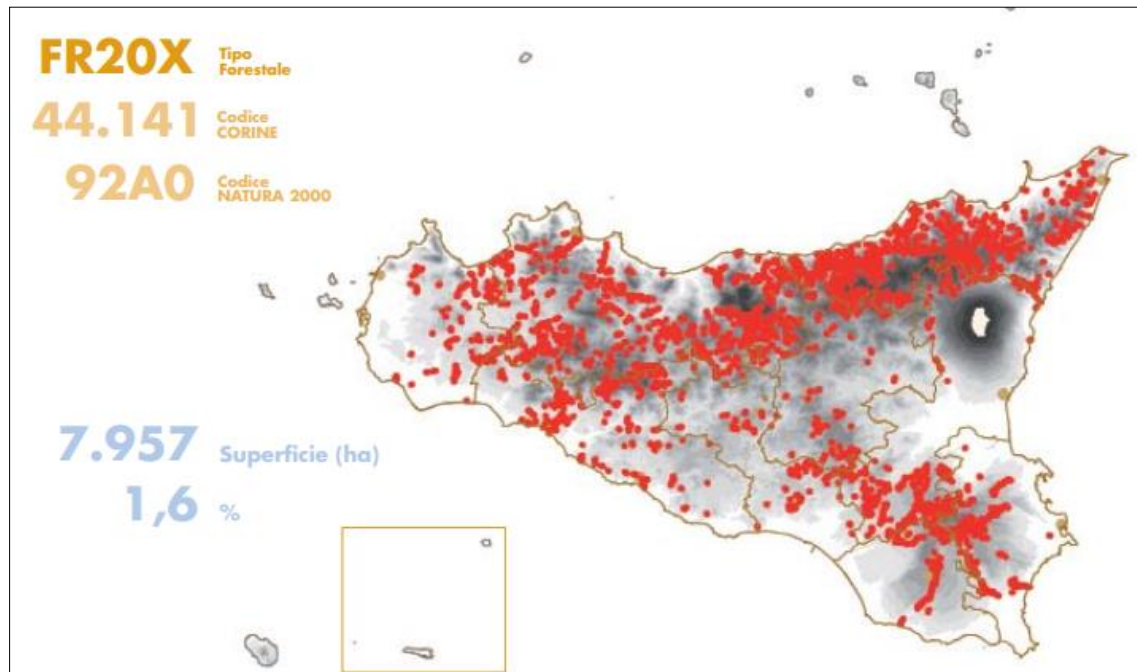 FR20X Tipo
Forestale
44.141 Codice
CORINE
92A0 Codice
NATURA 2000
7.957 Superficie (ha)
1,6 %